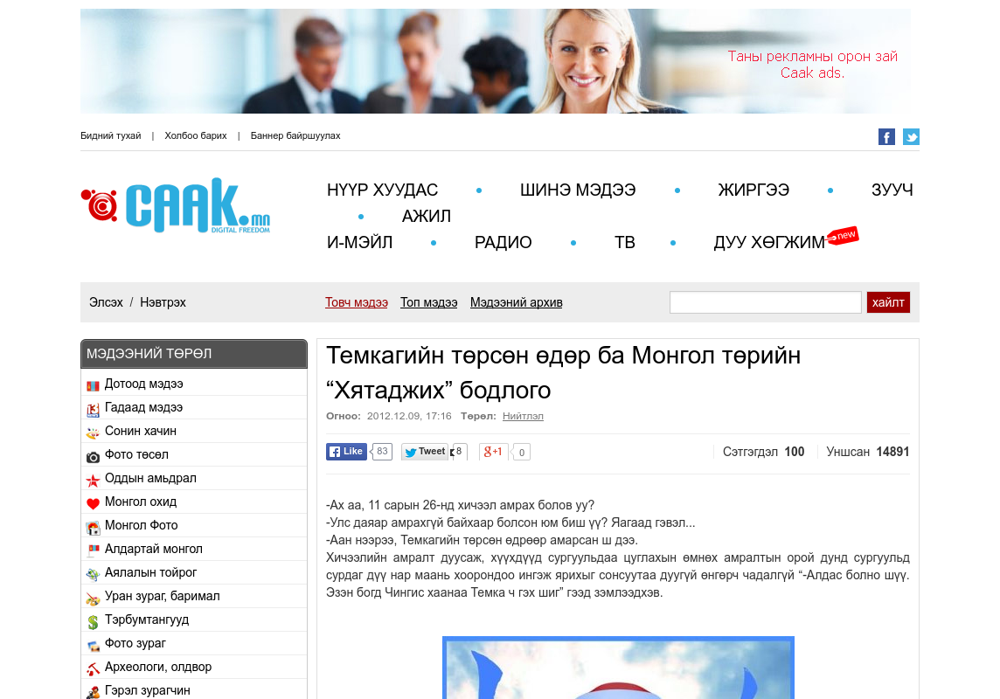 Таны рекламны орон зай
Caak ads.
Бидний тухай | Холбоо барих | Баннер байршуулах
CAAK.mn
DIGITAL FREEDOM
НҮҮР ХУУДАС • ШИНЭ МЭДЭЭ • ЖИРГЭЭ • ЗУУЧ
• АЖИЛ
И-МЭЙЛ • РАДИО • ТВ • ДУУ ХӨГЖИМ new
Элсэх / Нэвтрэх
Товч мэдээ Топ мэдээ Мэдээний архив
хайлт
МЭДЭЭНИЙ ТӨРӨЛ
Дотоод мэдээ
Гадаад мэдээ
Сонин хачин
Фото төсөл
Оддын амьдрал
Монгол охид
Монгол Фото
Алдартай монгол
Аялалын тойрог
Уран зураг, баримал
Тэрбумтангууд
Фото зураг
Археологи, олдвор
Гэрэл зурагчин
Темкагийн төрсөн өдөр ба Монгол төрийн
“Хятаджих” бодлого
Огноо: 2012.12.09, 17:16 Төрөл: Нийтлэл
Like 83 Tweet 8 g+1 0
Сэтгэгдэл 100 Уншсан 14891
-Ах аа, 11 сарын 26-нд хичээл амрах болов уу?
-Улс даяар амрахгүй байхаар болсон юм биш үү? Яагаад гэвэл...
-Аан нээрээ, Темкагийн төрсөн өдрөөр амарсан ш дээ.
Хичээлийн амралт дуусаж, хүүхдүүд сургуульдаа цуглахын өмнөх амралтын орой дунд сургуульд
сурдаг дүү нар маань хоорондоо ингэж ярихыг сонсуутаа дуугүй өнгөрч чадалгүй “-Алдас болно шүү.
Эзэн богд Чингис хаанаа Темка ч гэх шиг” гээд зэмлээдхэв.